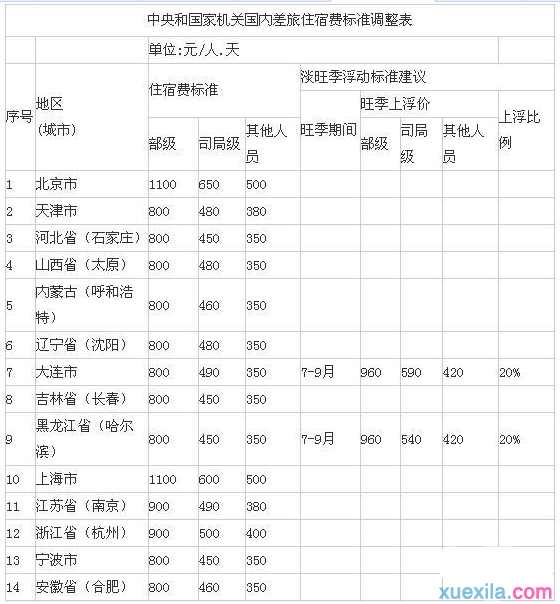 中央和国家机关国内差旅住宿费标准调整表
单位:元/人.天
序号 地区(城市) 住宿费标准 淡旺季浮动标准建议
旺季期间 旺季上浮价 上浮比例
部级 司局级 其他人员 部级 司局级 其他人员
1 北京市 1100 650 500
2 天津市 800 480 380
3 河北省（石家庄） 800 450 350
4 山西省（太原） 800 480 350
5 内蒙古（呼和浩特） 800 460 350
6 辽宁省（沈阳） 800 480 350
7 大连市 800 490 350 7-9月 960 590 420 20%
8 吉林省（长春） 800 450 350
9 黑龙江省（哈尔滨） 800 450 350 7-9月 960 540 420 20%
10 上海市 1100 600 500
11 江苏省（南京） 900 490 380
12 浙江省（杭州） 900 500 400
13 宁波市 800 450 350
14 安徽省（合肥） 800 460 350
xuexila.com